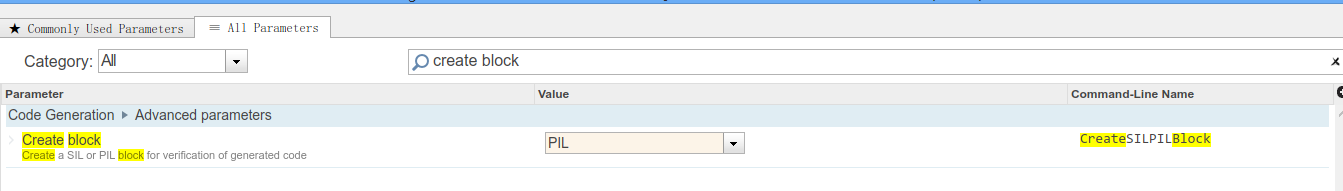 ★ Commonly Used Parameters ≡ All Parameters
Category: All create block
Parameter Value Command-Line Name
Code Generation ▶ Advanced parameters
Create block PIL CreateSILPILBlock
Create a SIL or PIL block for verification of generated code